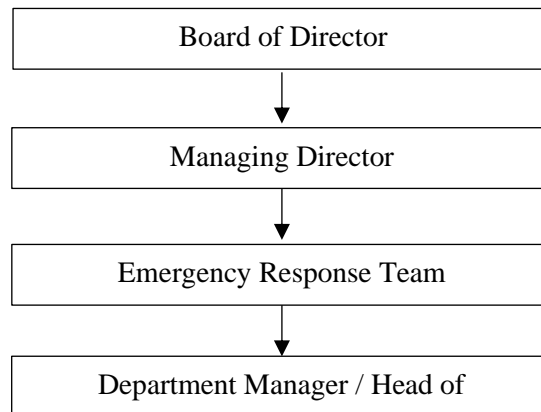 Board of Director
Managing Director
Emergency Response Team
Department Manager / Head of